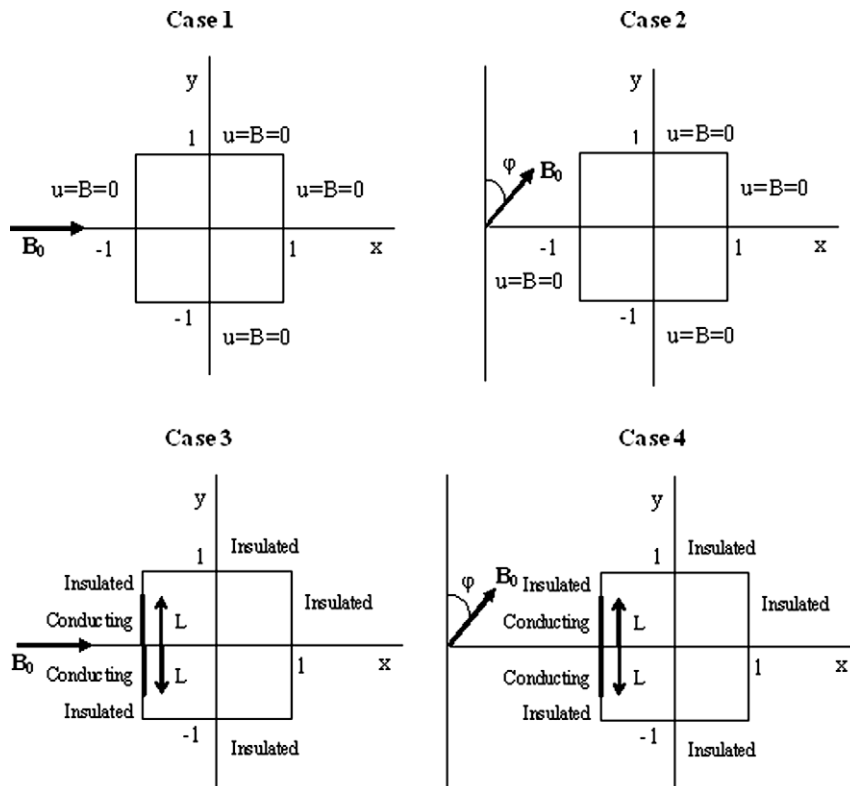 Case 1
y
1
u=B=0
u=B=0
u=B=0
B₀
-1
1
x
-1
u=B=0
Case 2
y
1
u=B=0
φ
B₀
u=B=0
-1
1
x
u=B=0
-1
u=B=0
Case 3
y
1
Insulated
Insulated
Insulated
Conducting
L
B₀
x
1
Conducting
L
Insulated
-1
Insulated
Case 4
y
1
Insulated
φ
B₀
Insulated
Insulated
Conducting
L
x
1
Conducting
L
Insulated
-1
Insulated